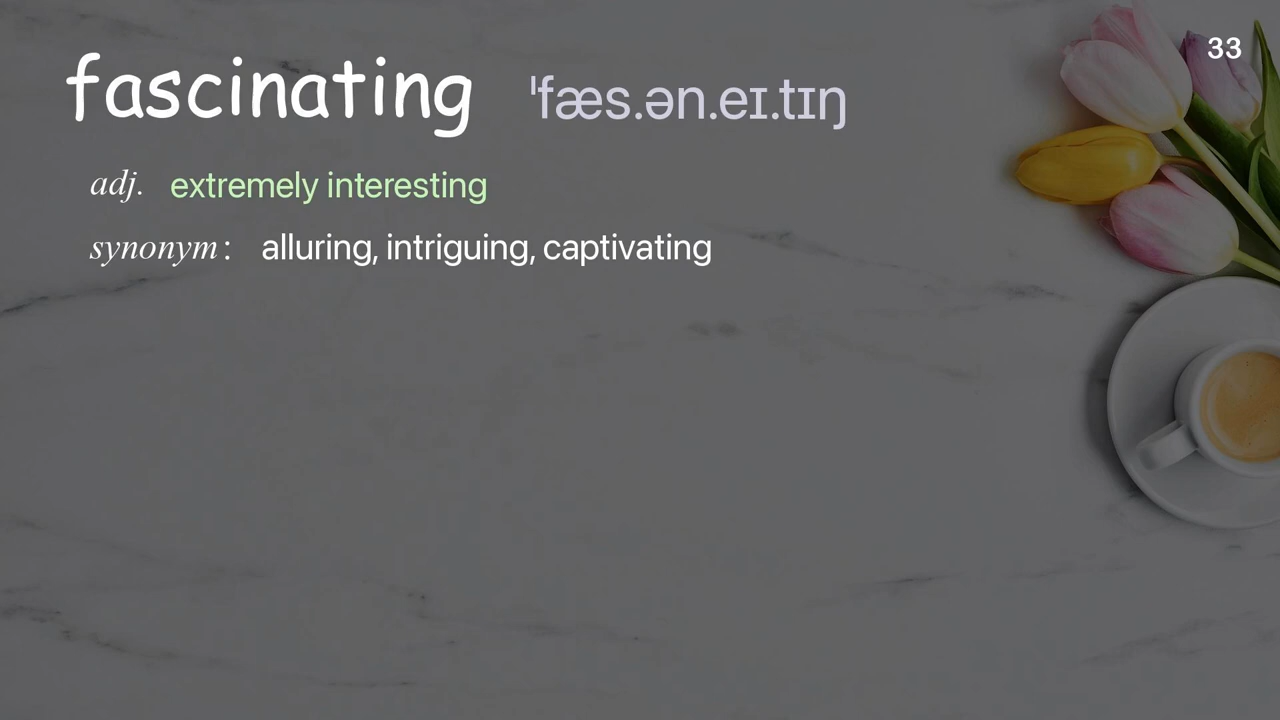 33
fascinating ˈfæs.ən.eɪ.tɪŋ
adj. extremely interesting
synonym : alluring, intriguing, captivating